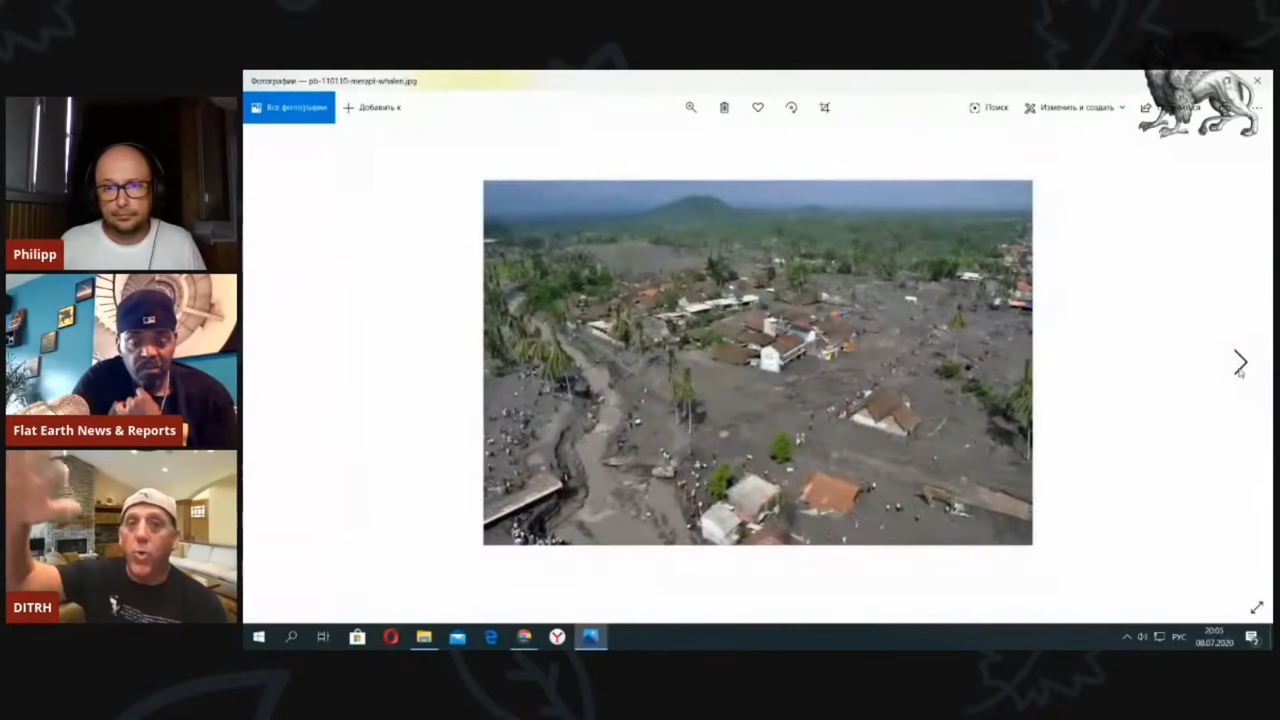 Фотографии — pb-110110-merapi-whalen.jpg
Все фотографии
Добавить к
Поиск
Изменить и создать
Philipp
Flat Earth News & Reports
DITRH
РУС
20:05
08.07.2020